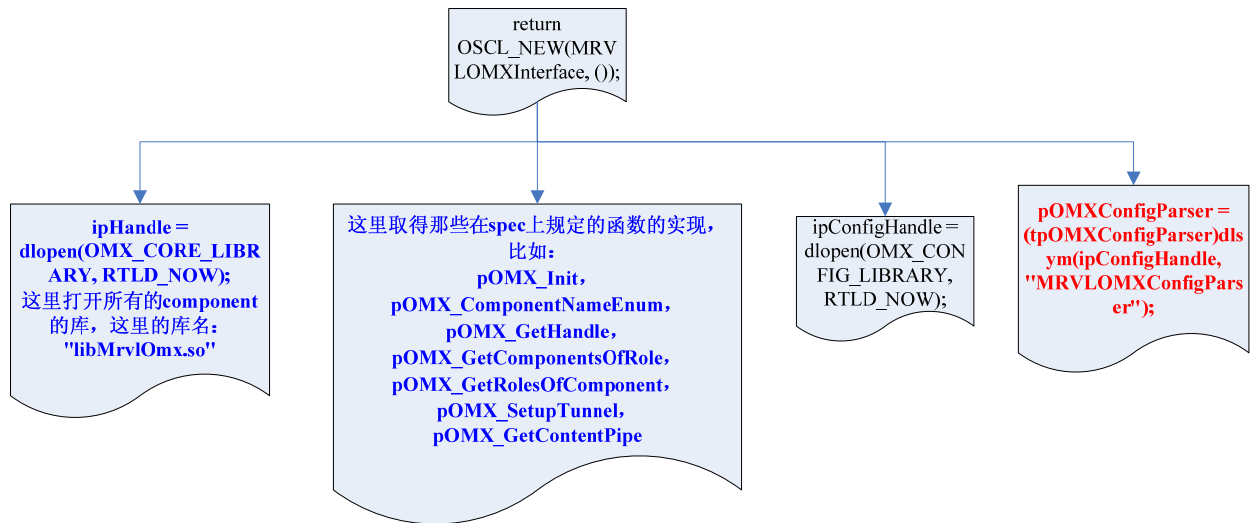 return
OSCL_NEW(MRV
LOMXInterface, ());
ipHandle =
dlopen(OMX_CORE_LIBR
ARY, RTLD_NOW);
这里打开所有的component
的库，这里的库名：
"libMrvlOmx.so"
这里取得那些在spec上规定的函数的实现，
比如：
pOMX_Init，
pOMX_ComponentNameEnum，
pOMX_GetHandle，
pOMX_GetComponentsOfRole，
pOMX_GetRolesOfComponent，
pOMX_SetupTunnel，
pOMX_GetContentPipe
ipConfigHandle =
dlopen(OMX_CON
FIG_LIBRARY,
RTLD_NOW);
pOMXConfigParser =
(tpOMXConfigParser)dls
ym(ipConfigHandle,
"MRVLOMXConfigPars
er");